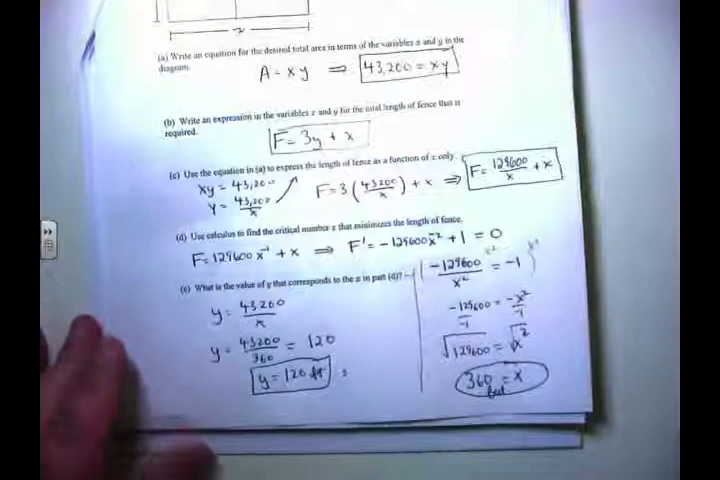 x
(a) Write an equation for the desired total area in terms of the variables x and y in the
diagram.
A = xy ⇒ 43,200 = xy
(b) Write an expression in the variables x and y for the total length of fence that is
required.
F = 3y + x
(c) Use the equation in (a) to express the length of fence as a function of x only.
xy = 43,200
y = 43,200/x
F = 3(43200/x) + x ⇒ F = 129600/x + x
(d) Use calculus to find the critical number x that minimizes the length of fence.
F = 129600x⁻¹ + x ⇒ F' = -129600x⁻² + 1 = 0
(e) What is the value of y that corresponds to the x in part (d)?
y = 43200/x
y = 43200/360 = 120
y = 120 ft
-129600/x² = -1
-129600/-1 = -x²/-1
√129600 = √x²
360 = x
feet